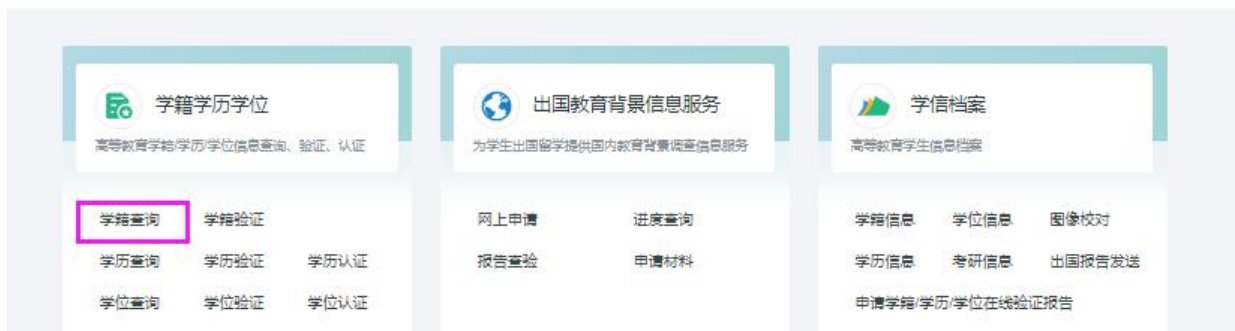 学籍学历学位
高等教育学籍/学历/学位信息查询、验证、认证
学籍查询 学籍验证
学历查询 学历验证 学历认证
学位查询 学位验证 学位认证
出国教育背景信息服务
为学生出国留学提供国内教育背景调查信息服务
网上申请 进度查询
报告查验 申请材料
学信档案
高等教育学生信息档案
学籍信息 学位信息 图像校对
学历信息 考研信息 出国报告发送
申请学籍/学历/学位在线验证报告